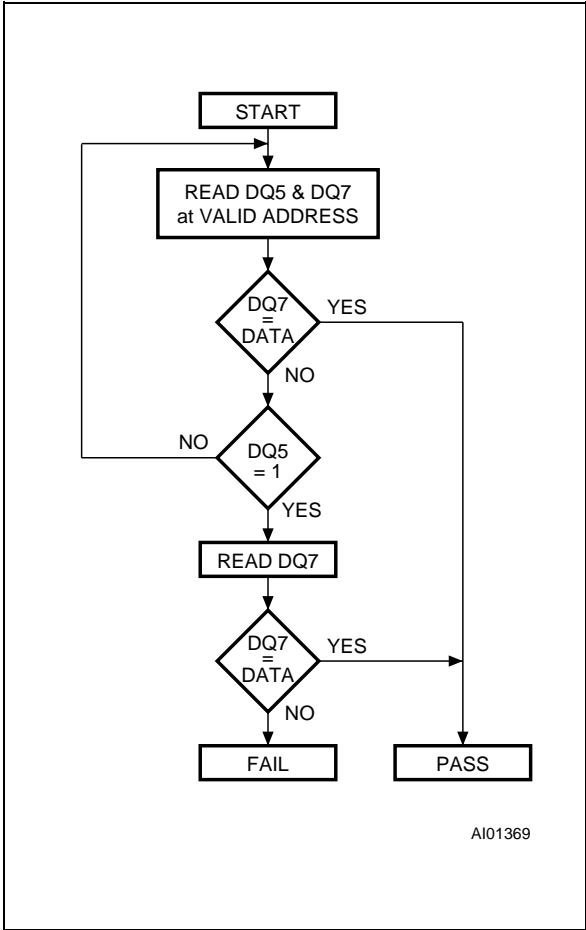 START
READ DQ5 & DQ7
at VALID ADDRESS
DQ7
=
DATA
YES
NO
DQ5
= 1
NO
YES
READ DQ7
DQ7
=
DATA
YES
NO
FAIL
PASS
AI01369